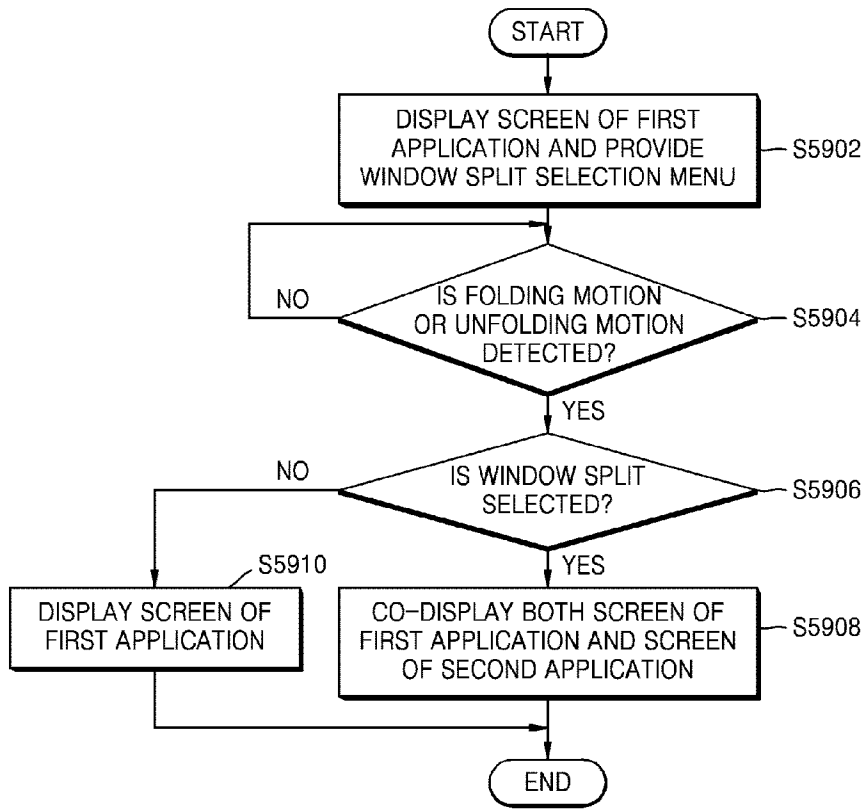 START
DISPLAY SCREEN OF FIRST
APPLICATION AND PROVIDE
WINDOW SPLIT SELECTION MENU
S5902
NO
IS FOLDING MOTION
OR UNFOLDING MOTION
DETECTED?
S5904
YES
NO
IS WINDOW SPLIT
SELECTED?
S5906
YES
S5910
DISPLAY SCREEN OF
FIRST APPLICATION
CO-DISPLAY BOTH SCREEN OF
FIRST APPLICATION AND SCREEN
OF SECOND APPLICATION
S5908
END